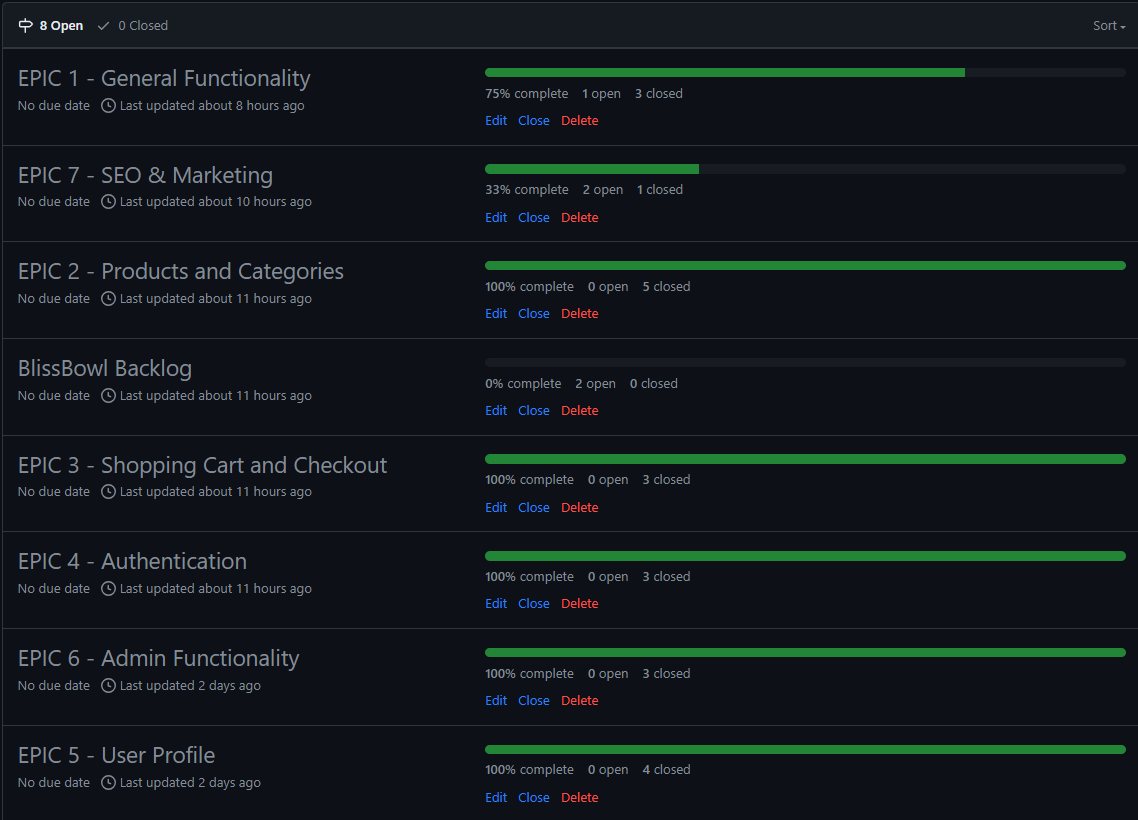 8 Open 0 Closed Sort
EPIC 1 - General Functionality
No due date Last updated about 8 hours ago
75% complete 1 open 3 closed
Edit Close Delete
EPIC 7 - SEO & Marketing
No due date Last updated about 10 hours ago
33% complete 2 open 1 closed
Edit Close Delete
EPIC 2 - Products and Categories
No due date Last updated about 11 hours ago
100% complete 0 open 5 closed
Edit Close Delete
BlissBowl Backlog
No due date Last updated about 11 hours ago
0% complete 2 open 0 closed
Edit Close Delete
EPIC 3 - Shopping Cart and Checkout
No due date Last updated about 11 hours ago
100% complete 0 open 3 closed
Edit Close Delete
EPIC 4 - Authentication
No due date Last updated about 11 hours ago
100% complete 0 open 3 closed
Edit Close Delete
EPIC 6 - Admin Functionality
No due date Last updated 2 days ago
100% complete 0 open 3 closed
Edit Close Delete
EPIC 5 - User Profile
No due date Last updated 2 days ago
100% complete 0 open 4 closed
Edit Close Delete